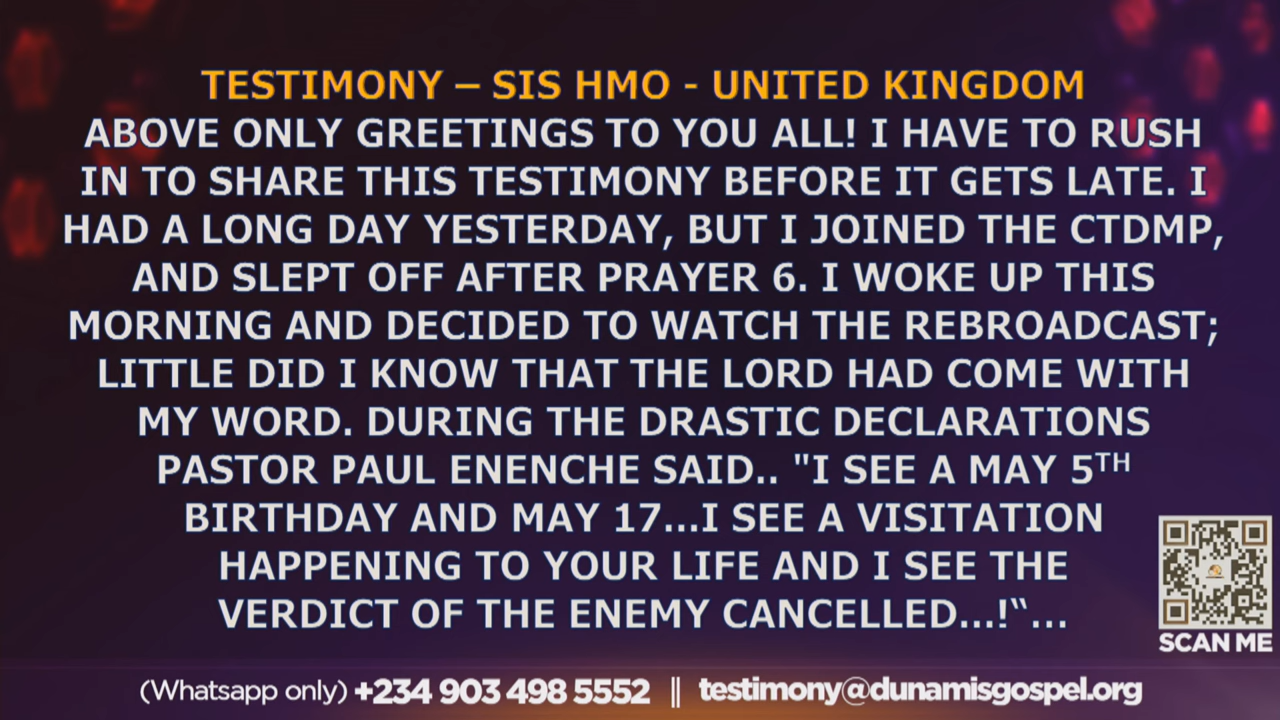 TESTIMONY – SIS HMO - UNITED KINGDOM
ABOVE ONLY GREETINGS TO YOU ALL! I HAVE TO RUSH
IN TO SHARE THIS TESTIMONY BEFORE IT GETS LATE. I
HAD A LONG DAY YESTERDAY, BUT I JOINED THE CTDMP,
AND SLEPT OFF AFTER PRAYER 6. I WOKE UP THIS
MORNING AND DECIDED TO WATCH THE REBROADCAST;
LITTLE DID I KNOW THAT THE LORD HAD COME WITH
MY WORD. DURING THE DRASTIC DECLARATIONS
PASTOR PAUL ENENCHE SAID.. "I SEE A MAY 5TH
BIRTHDAY AND MAY 17...I SEE A VISITATION
HAPPENING TO YOUR LIFE AND I SEE THE
VERDICT OF THE ENEMY CANCELLED...!“...
SCAN ME
(Whatsapp only) +234 903 498 5552 || testimony@dunamisgospel.org